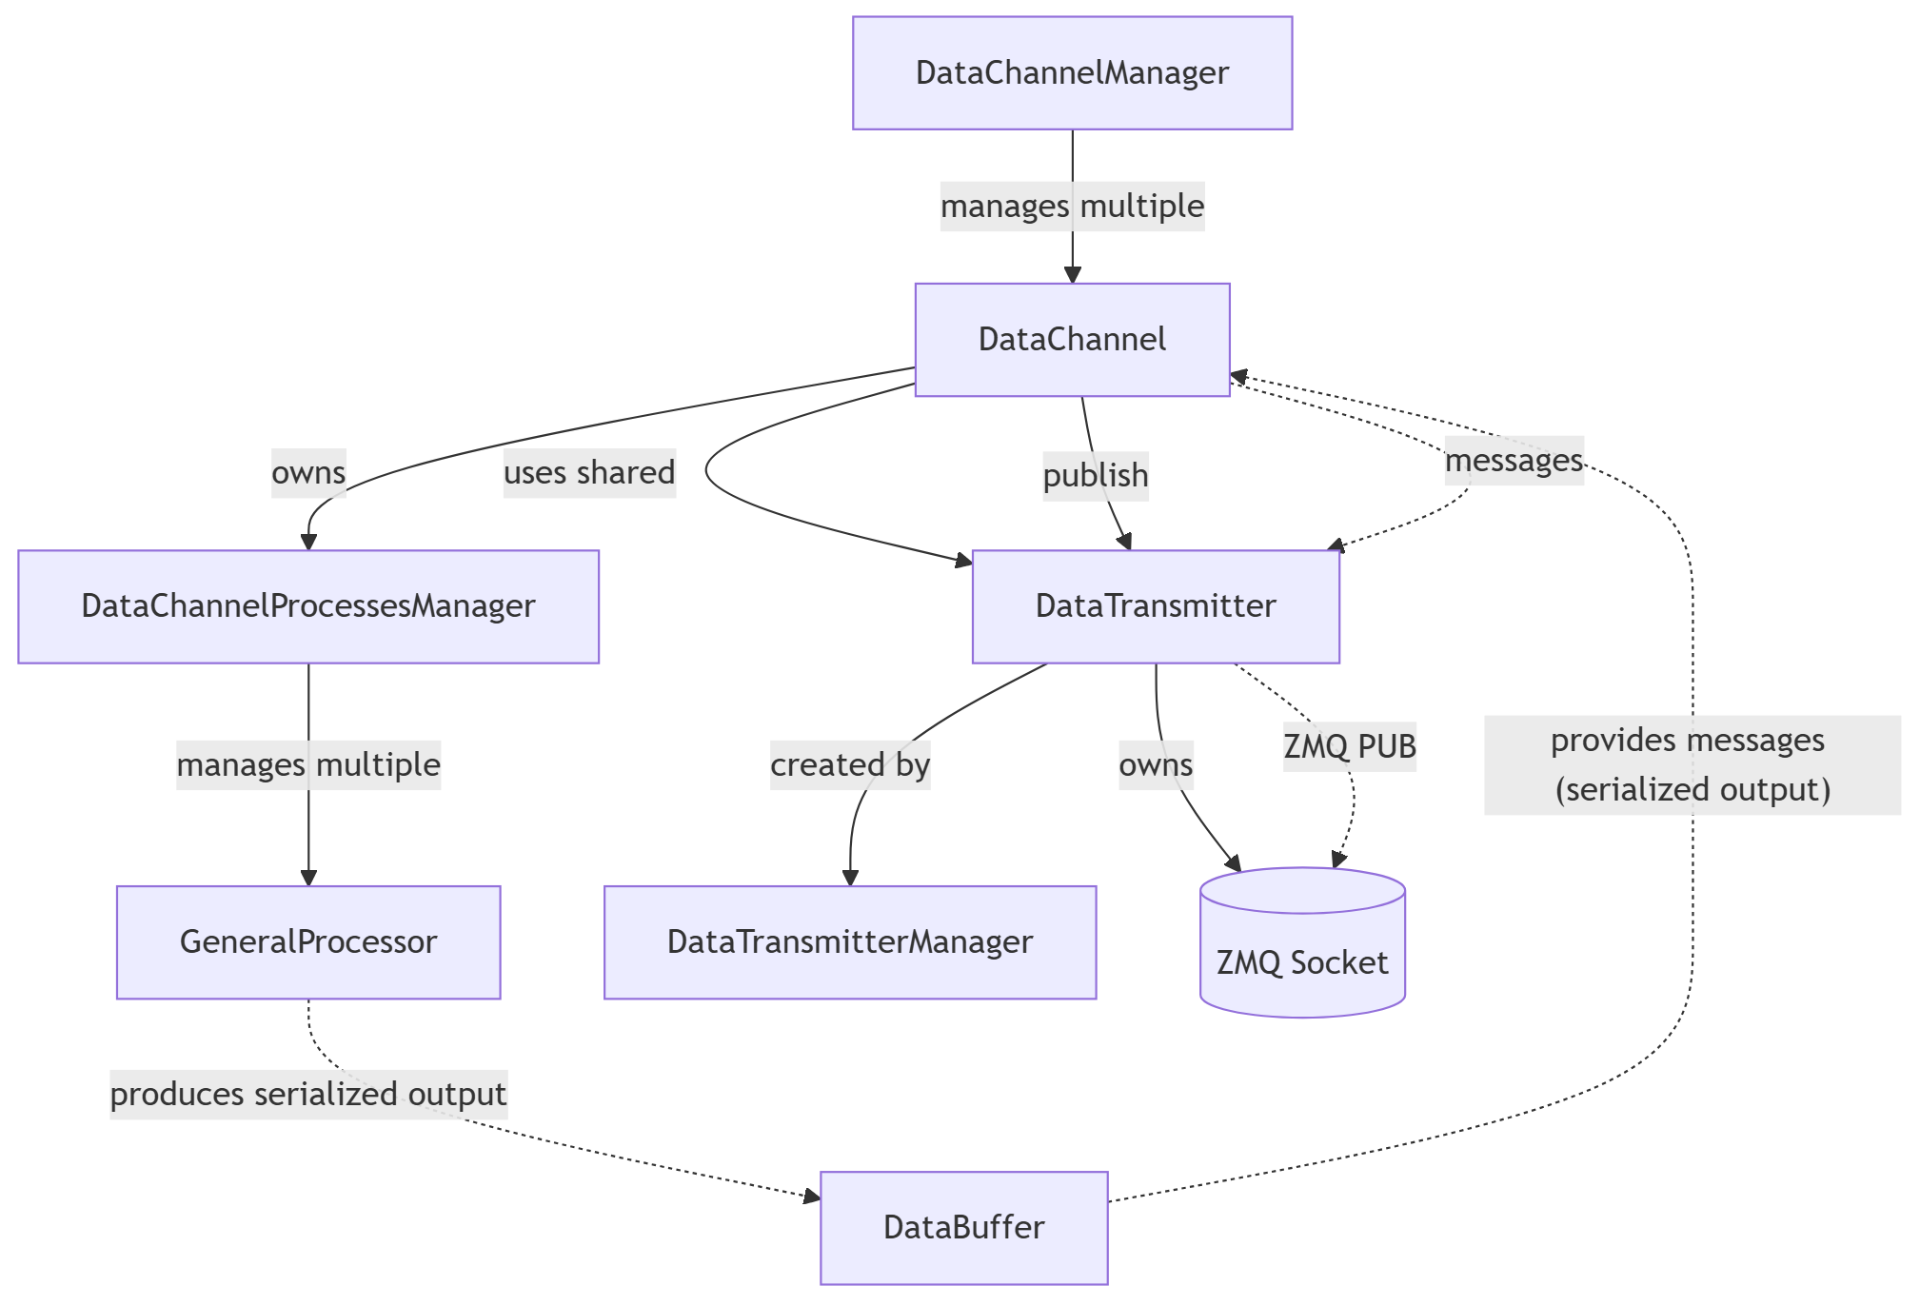 DataChannelManager
manages multiple
DataChannel
owns
uses shared
publish
messages
DataChannelProcessesManager
DataTransmitter
manages multiple
created by
owns
ZMQ PUB
provides messages
(serialized output)
GeneralProcessor
DataTransmitterManager
ZMQ Socket
produces serialized output
DataBuffer